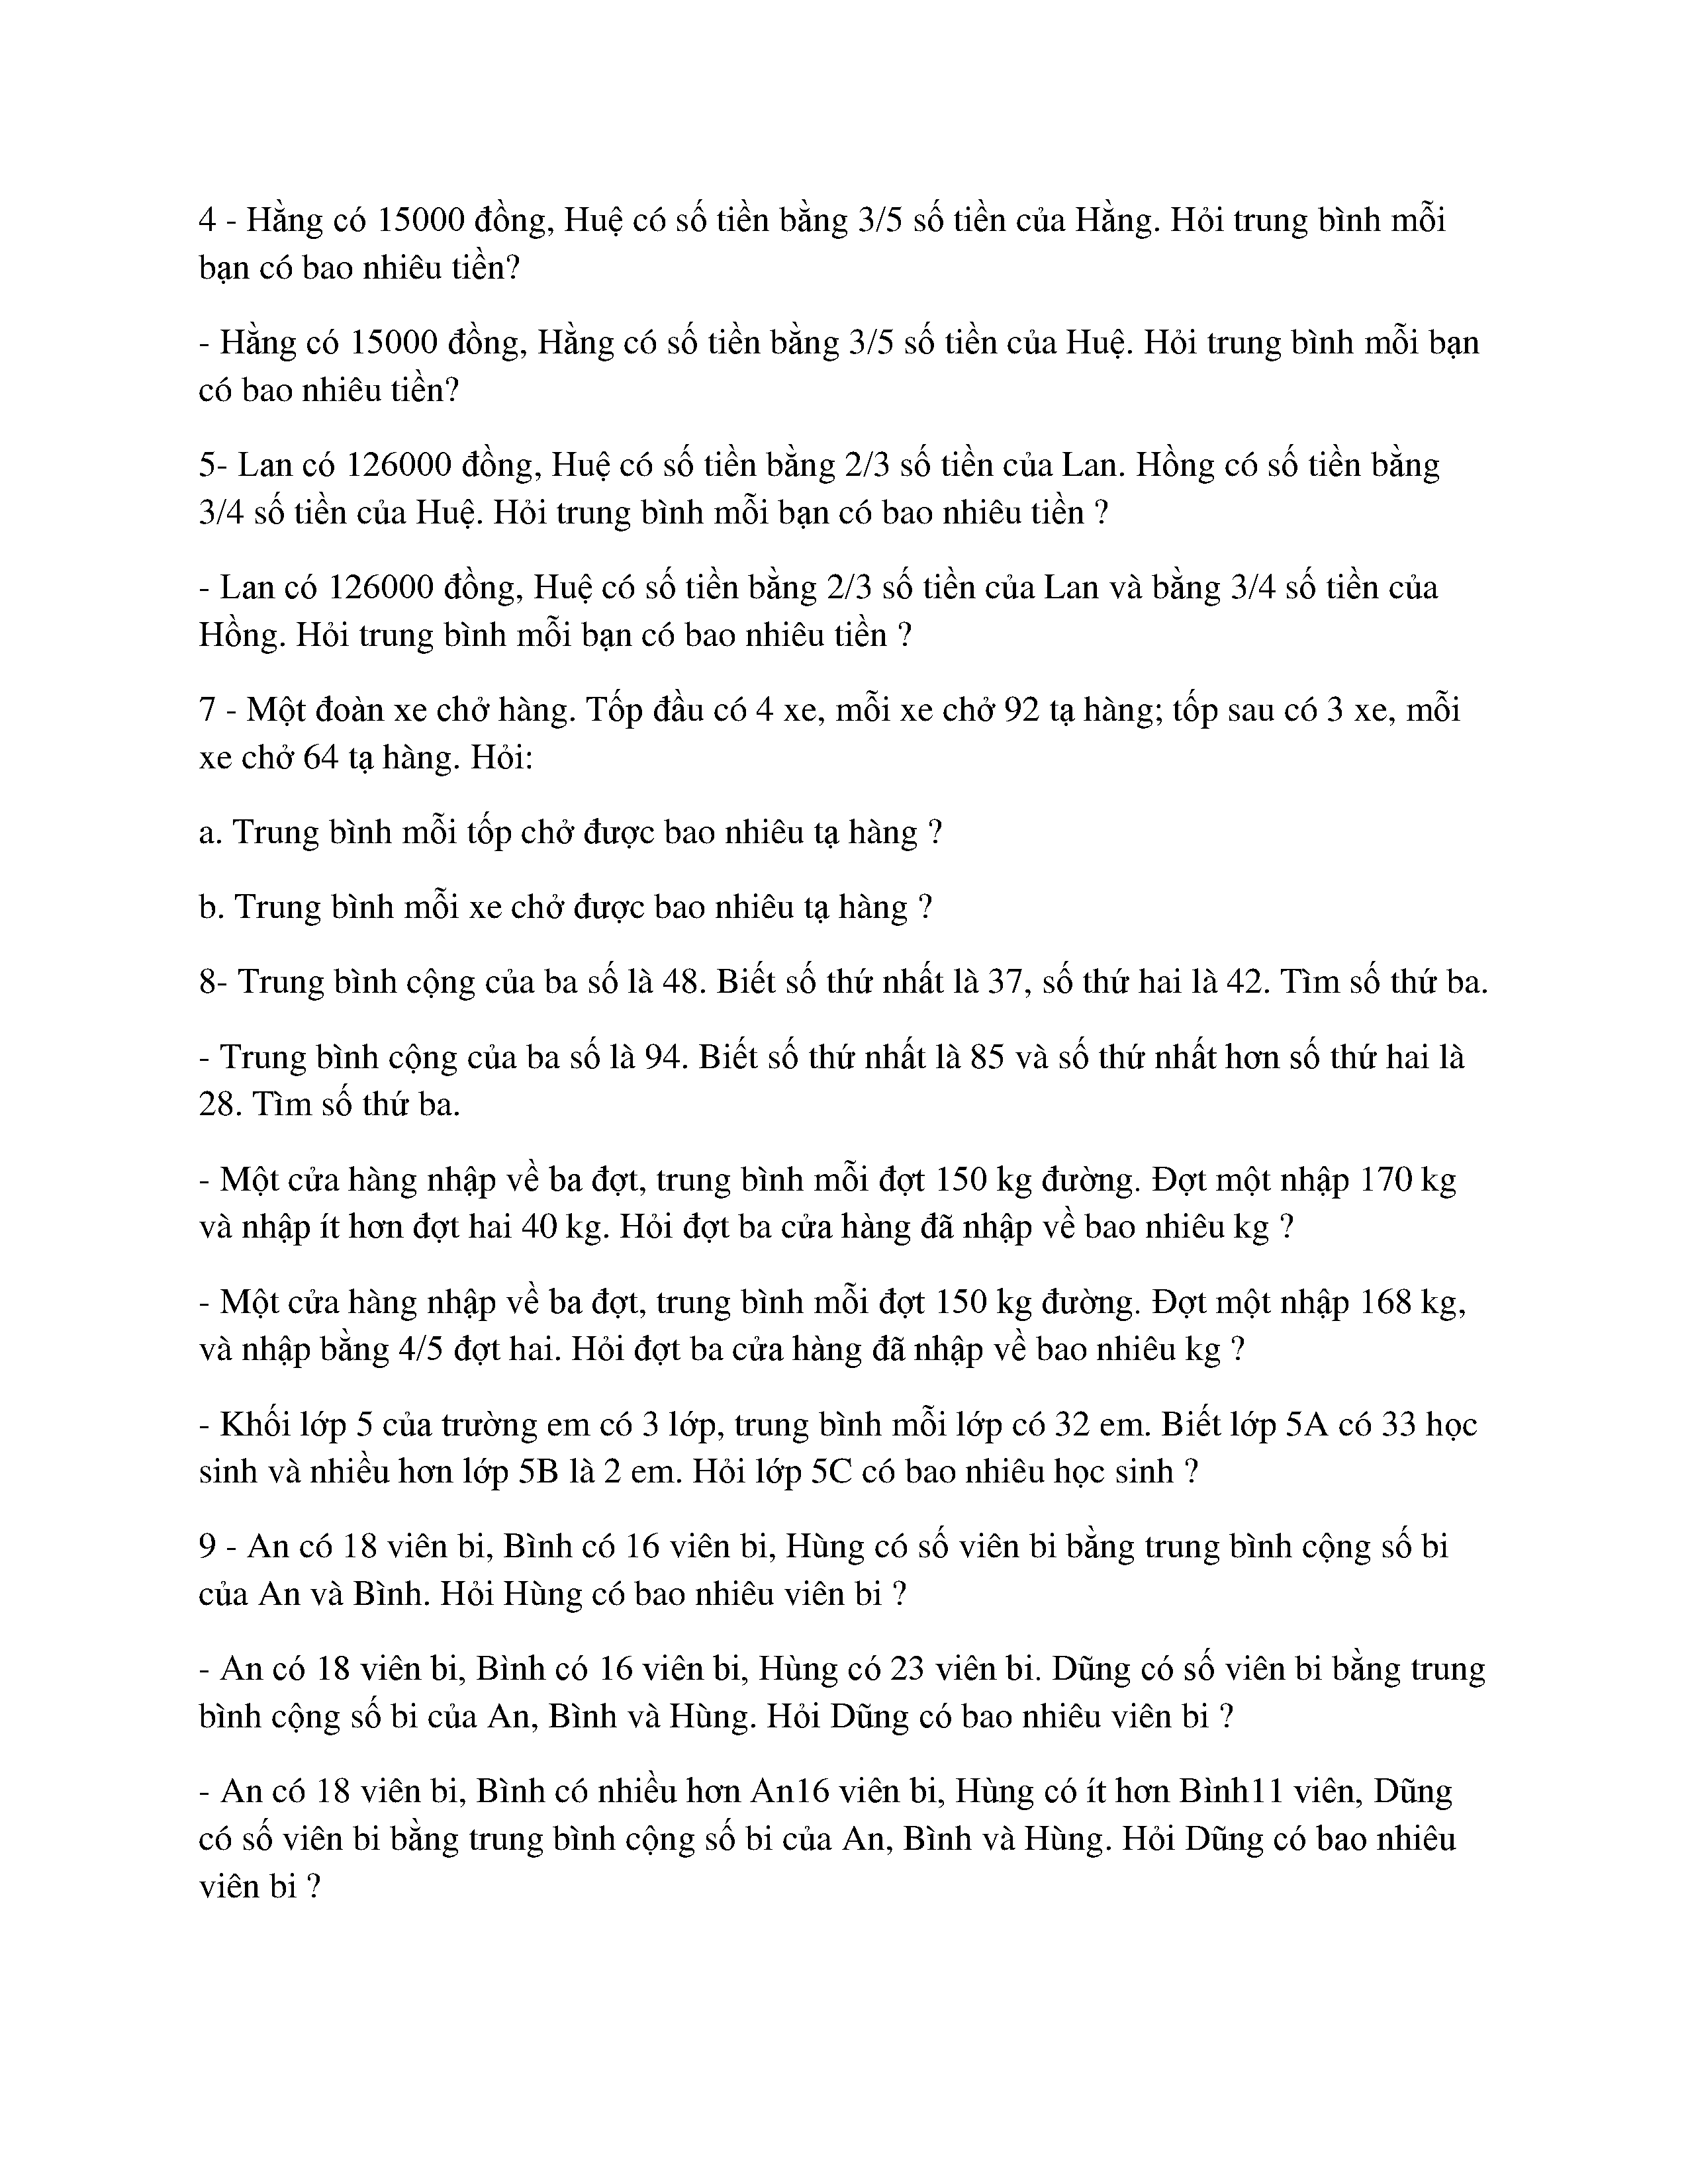 4 - Hằng có 15000 đồng, Huệ có số tiền bằng 3/5 số tiền của Hằng. Hỏi trung bình mỗi
bạn có bao nhiêu tiền?
- Hằng có 15000 đồng, Hằng có số tiền bằng 3/5 số tiền của Huệ. Hỏi trung bình mỗi bạn
có bao nhiêu tiền?
5- Lan có 126000 đồng, Huệ có số tiền bằng 2/3 số tiền của Lan. Hồng có số tiền bằng
3/4 số tiền của Huệ. Hỏi trung bình mỗi bạn có bao nhiêu tiền ?
- Lan có 126000 đồng, Huệ có số tiền bằng 2/3 số tiền của Lan và bằng 3/4 số tiền của
Hồng. Hỏi trung bình mỗi bạn có bao nhiêu tiền ?
7 - Một đoàn xe chở hàng. Tốp đầu có 4 xe, mỗi xe chở 92 tạ hàng; tốp sau có 3 xe, mỗi
xe chở 64 tạ hàng. Hỏi:
a. Trung bình mỗi tốp chở được bao nhiêu tạ hàng ?
b. Trung bình mỗi xe chở được bao nhiêu tạ hàng ?
8- Trung bình cộng của ba số là 48. Biết số thứ nhất là 37, số thứ hai là 42. Tìm số thứ ba.
- Trung bình cộng của ba số là 94. Biết số thứ nhất là 85 và số thứ nhất hơn số thứ hai là
28. Tìm số thứ ba.
- Một cửa hàng nhập về ba đợt, trung bình mỗi đợt 150 kg đường. Đợt một nhập 170 kg
và nhập ít hơn đợt hai 40 kg. Hỏi đợt ba cửa hàng đã nhập về bao nhiêu kg ?
- Một cửa hàng nhập về ba đợt, trung bình mỗi đợt 150 kg đường. Đợt một nhập 168 kg,
và nhập bằng 4/5 đợt hai. Hỏi đợt ba cửa hàng đã nhập về bao nhiêu kg ?
- Khối lớp 5 của trường em có 3 lớp, trung bình mỗi lớp có 32 em. Biết lớp 5A có 33 học
sinh và nhiều hơn lớp 5B là 2 em. Hỏi lớp 5C có bao nhiêu học sinh ?
9 - An có 18 viên bi, Bình có 16 viên bi, Hùng có số viên bi bằng trung bình cộng số bi
của An và Bình. Hỏi Hùng có bao nhiêu viên bi ?
- An có 18 viên bi, Bình có 16 viên bi, Hùng có 23 viên bi. Dũng có số viên bi bằng trung
bình cộng số bi của An, Bình và Hùng. Hỏi Dũng có bao nhiêu viên bi ?
- An có 18 viên bi, Bình có nhiều hơn An16 viên bi, Hùng có ít hơn Bình11 viên, Dũng
có số viên bi bằng trung bình cộng số bi của An, Bình và Hùng. Hỏi Dũng có bao nhiêu
viên bi ?